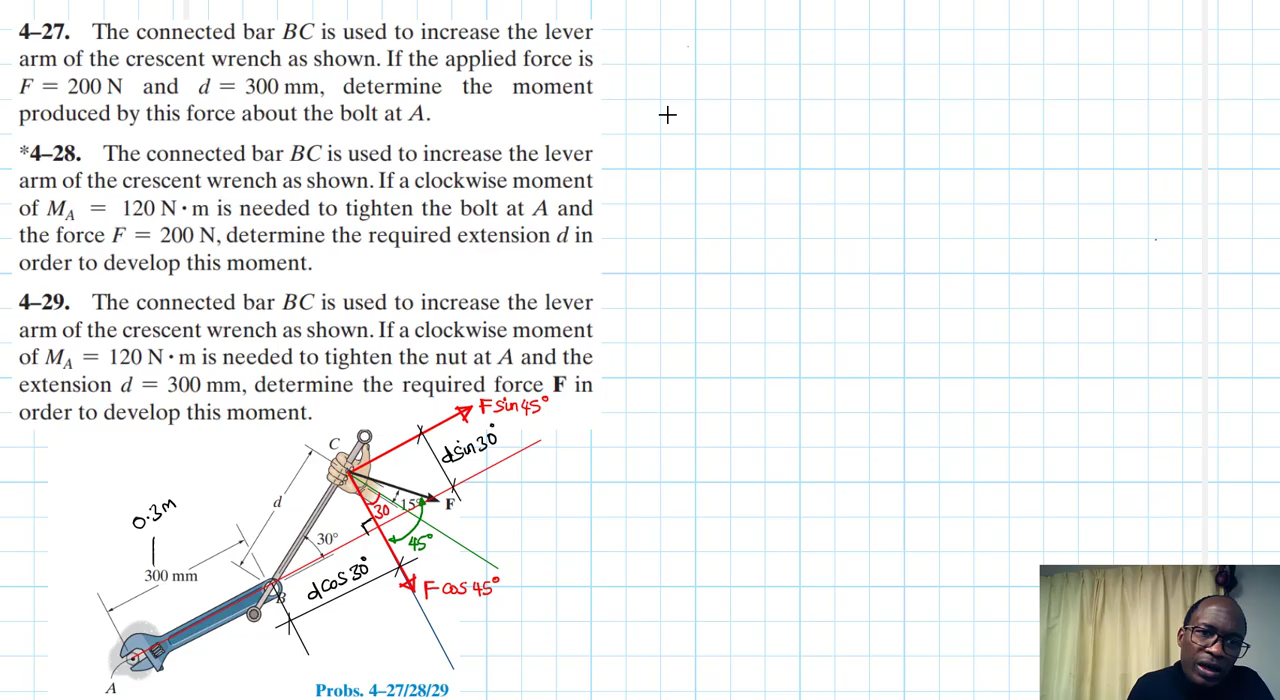 4–27. The connected bar BC is used to increase the lever
arm of the crescent wrench as shown. If the applied force is
F = 200 N and d = 300 mm, determine the moment
produced by this force about the bolt at A.
*4–28. The connected bar BC is used to increase the lever
arm of the crescent wrench as shown. If a clockwise moment
of M_A = 120 N·m is needed to tighten the bolt at A and
the force F = 200 N, determine the required extension d in
order to develop this moment.
4–29. The connected bar BC is used to increase the lever
arm of the crescent wrench as shown. If a clockwise moment
of M_A = 120 N·m is needed to tighten the nut at A and the
extension d = 300 mm, determine the required force F in
order to develop this moment.
F sin 45°
C
d sin 30°
d
15°
F
30
0.3m
30°
45°
300 mm
d cos 30°
F cos 45°
B
A
Probs. 4–27/28/29